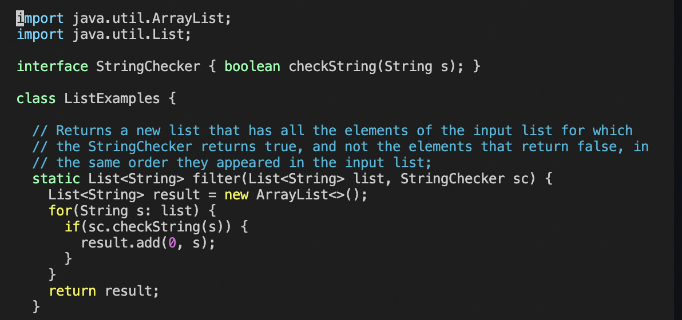 import java.util.ArrayList;
import java.util.List;

interface StringChecker { boolean checkString(String s); }

class ListExamples {

  // Returns a new list that has all the elements of the input list for which
  // the StringChecker returns true, and not the elements that return false, in
  // the same order they appeared in the input list;
  static List<String> filter(List<String> list, StringChecker sc) {
    List<String> result = new ArrayList<>();
    for(String s: list) {
      if(sc.checkString(s)) {
        result.add(0, s);
      }
    }
    return result;
  }